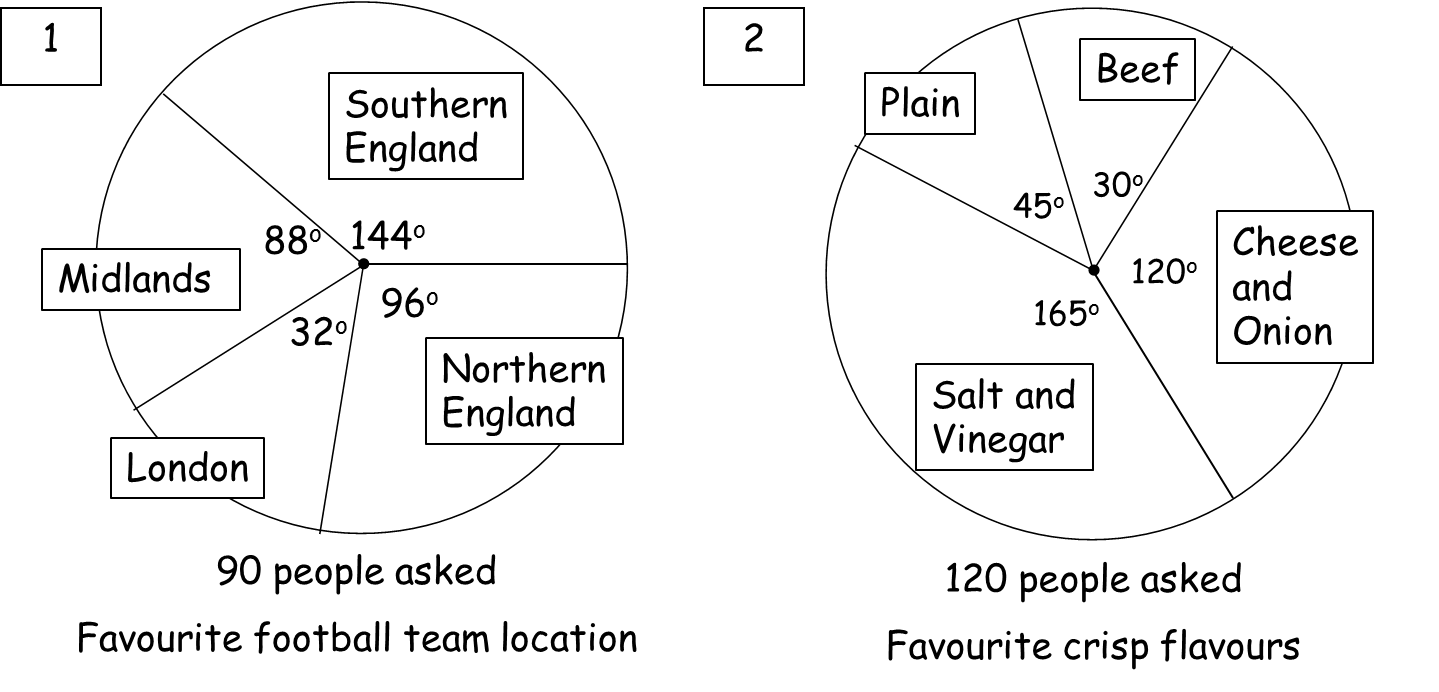 1
Southern
England
88°
144°
Midlands
32°
96°
Northern
England
London
90 people asked
Favourite football team location
2
Beef
Plain
45°
30°
120°
Cheese
and
Onion
165°
Salt and
Vinegar
120 people asked
Favourite crisp flavours